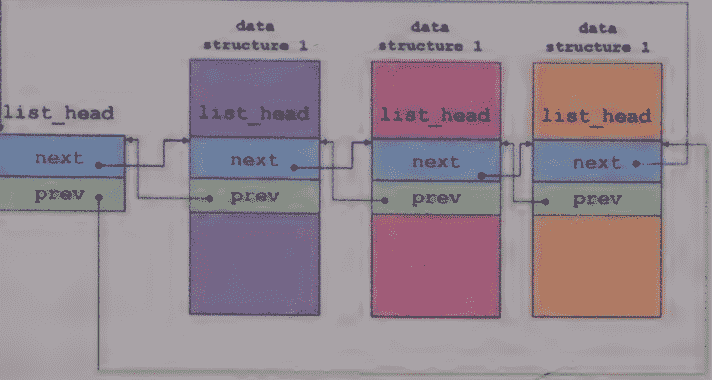 data
structure 1
data
structure 1
data
structure 1
list_head
list_head
list_head
list_head
next
next
next
next
prev
prev
prev
prev